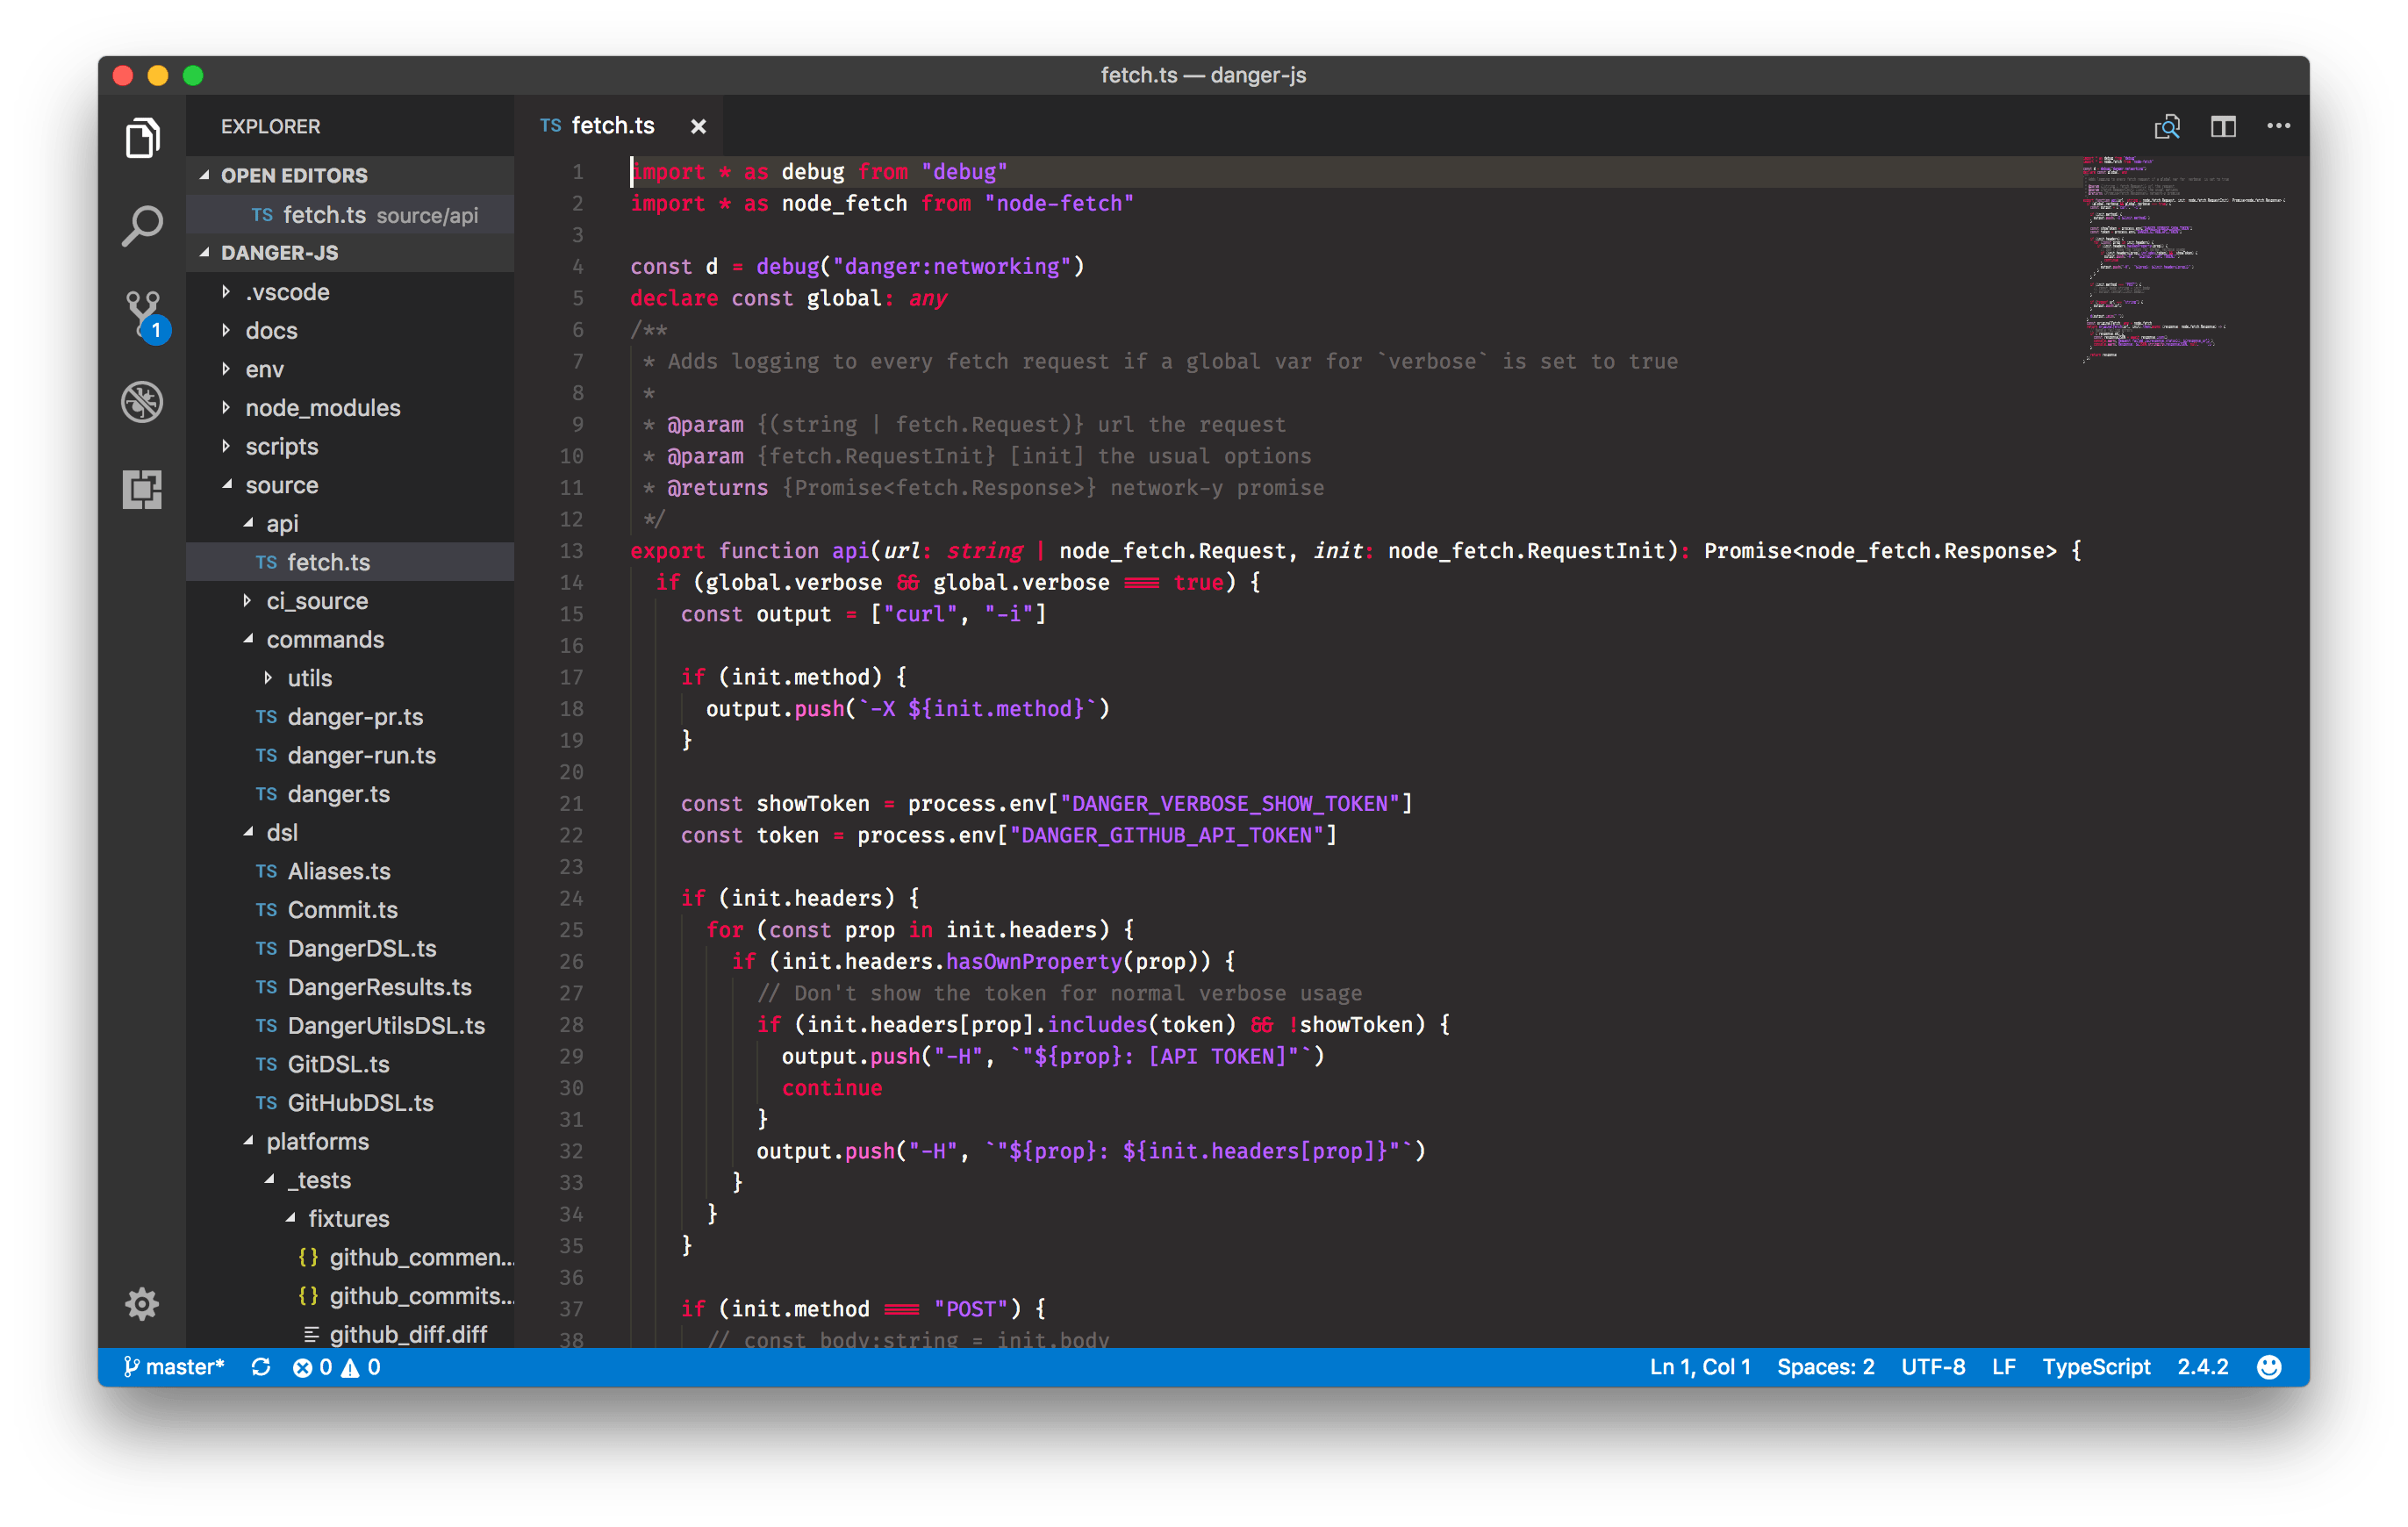 fetch.ts — danger-js
EXPLORER
OPEN EDITORS
TS fetch.ts source/api
DANGER-JS
.vscode
docs
env
node_modules
scripts
source
api
TS fetch.ts
ci_source
commands
utils
TS danger-pr.ts
TS danger-run.ts
TS danger.ts
dsl
TS Aliases.ts
TS Commit.ts
TS DangerDSL.ts
TS DangerResults.ts
TS DangerUtilsDSL.ts
TS GitDSL.ts
TS GitHubDSL.ts
platforms
_tests
fixtures
{} github_commen...
{} github_commits...
github_diff.diff
1
TS fetch.ts ×
1 import * as debug from "debug"
2 import * as node_fetch from "node-fetch"
3
4 const d = debug("danger:networking")
5 declare const global: any
6 /**
7 * Adds logging to every fetch request if a global var for `verbose` is set to true
8 *
9 * @param {(string | fetch.Request)} url the request
10 * @param {fetch.RequestInit} [init] the usual options
11 * @returns {Promise<fetch.Response>} network-y promise
12 */
13 export function api(url: string | node_fetch.Request, init: node_fetch.RequestInit): Promise<node_fetch.Response> {
14 if (global.verbose && global.verbose === true) {
15 const output = ["curl", "-i"]
16
17 if (init.method) {
18 output.push(`-X ${init.method}`)
19 }
20
21 const showToken = process.env["DANGER_VERBOSE_SHOW_TOKEN"]
22 const token = process.env["DANGER_GITHUB_API_TOKEN"]
23
24 if (init.headers) {
25 for (const prop in init.headers) {
26 if (init.headers.hasOwnProperty(prop)) {
27 // Don't show the token for normal verbose usage
28 if (init.headers[prop].includes(token) && !showToken) {
29 output.push("-H", `"${prop}: [API TOKEN]"`)
30 continue
31 }
32 output.push("-H", `"${prop}: ${init.headers[prop]}"`)
33 }
34 }
35 }
36
37 if (init.method === "POST") {
38 // const body:string = init.body
master* 0 0
Ln 1, Col 1 Spaces: 2 UTF-8 LF TypeScript 2.4.2